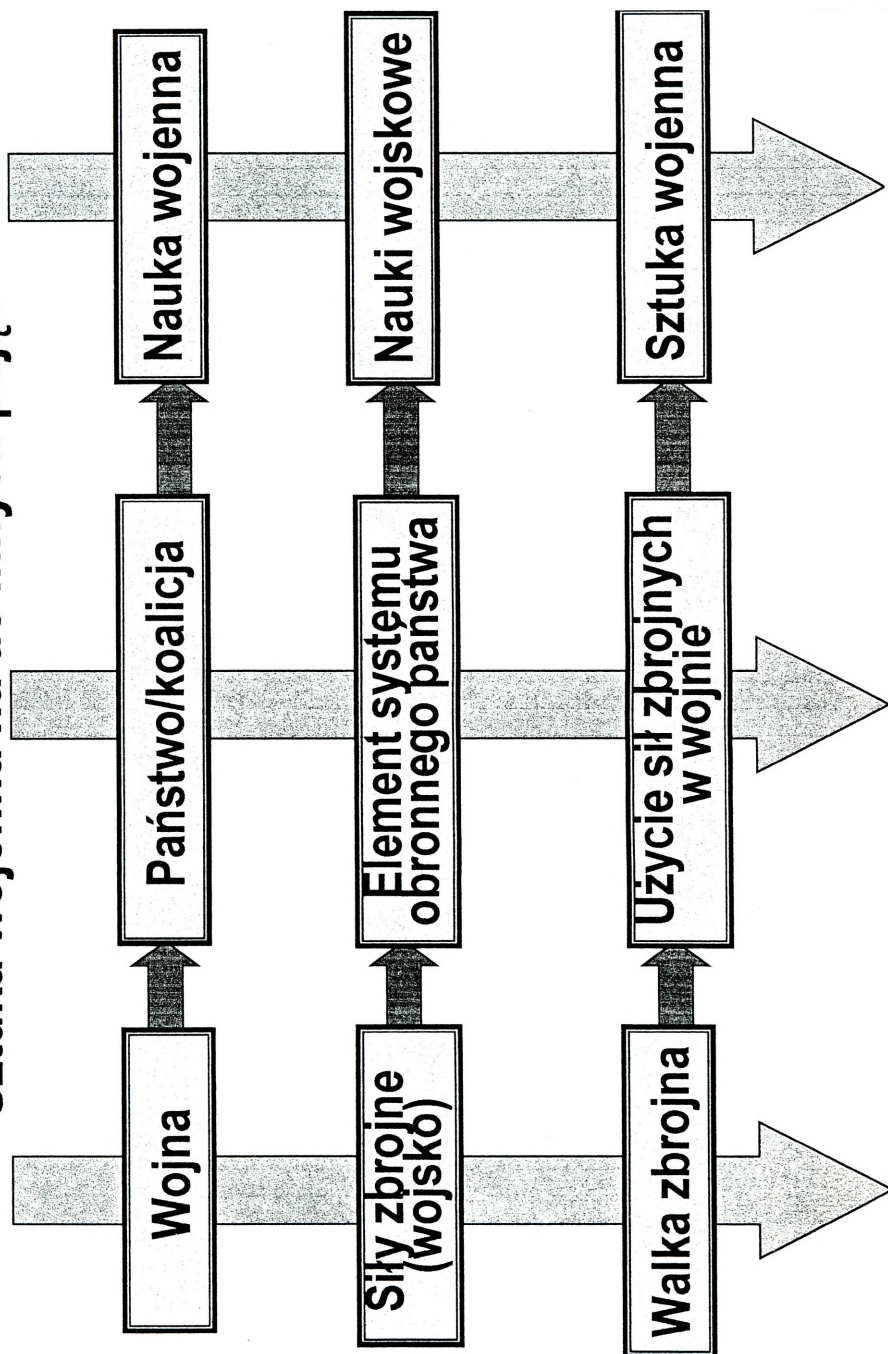 Wojna
Państwo/koalicja
Nauka wojenna
Siły zbrojne
(wojsko)
Element systemu
obronnego państwa
Nauki wojskowe
Walka zbrojna
Użycie sił zbrojnych
w wojnie
Sztuka wojenna